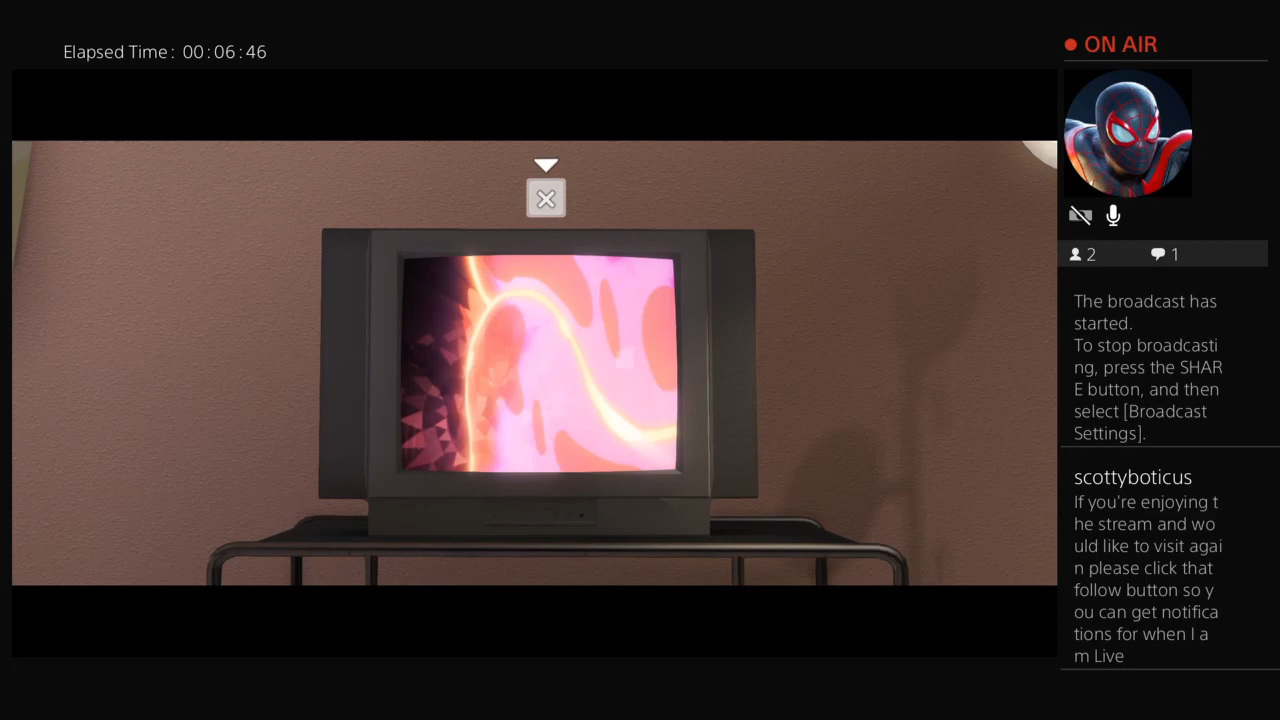 Elapsed Time: 00:06:46
ON AIR
2
1
The broadcast has
started.
To stop broadcasti
ng, press the SHAR
E button, and then
select [Broadcast
Settings].
scottyboticus
If you're enjoying t
he stream and wo
uld like to visit agai
n please click that
follow button so y
ou can get notifica
tions for when I a
m Live